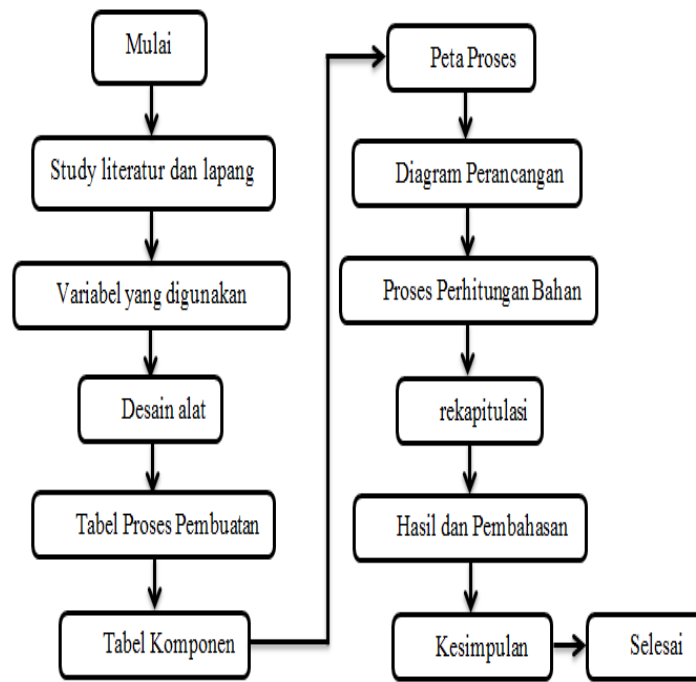 Mulai
Study literatur dan lapang
Variabel yang digunakan
Desain alat
Tabel Proses Pembuatan
Tabel Komponen
Peta Proses
Diagram Perancangan
Proses Perhitungan Bahan
rekapitulasi
Hasil dan Pembahasan
Kesimpulan
Selesai